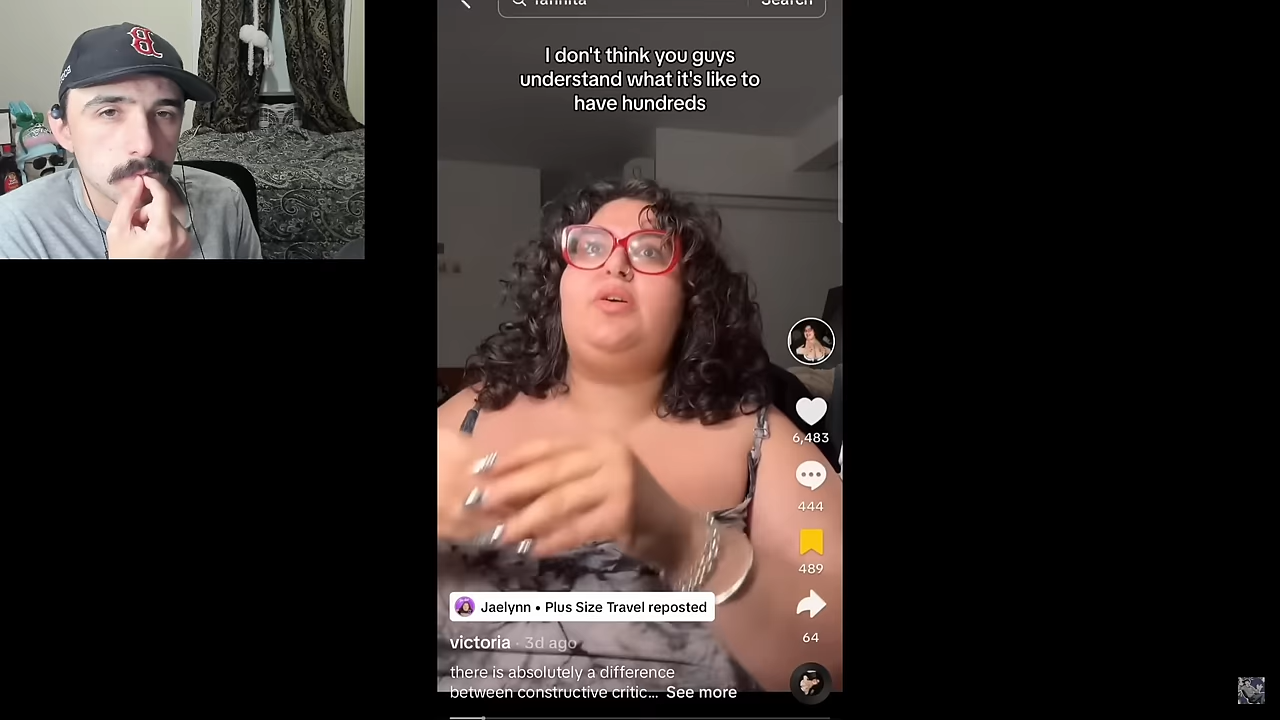 Search
I don't think you guys
understand what it's like to
have hundreds
6,483
444
489
Jaelynn • Plus Size Travel reposted
64
victoria · 3d ago
there is absolutely a difference
between constructive critic... See more